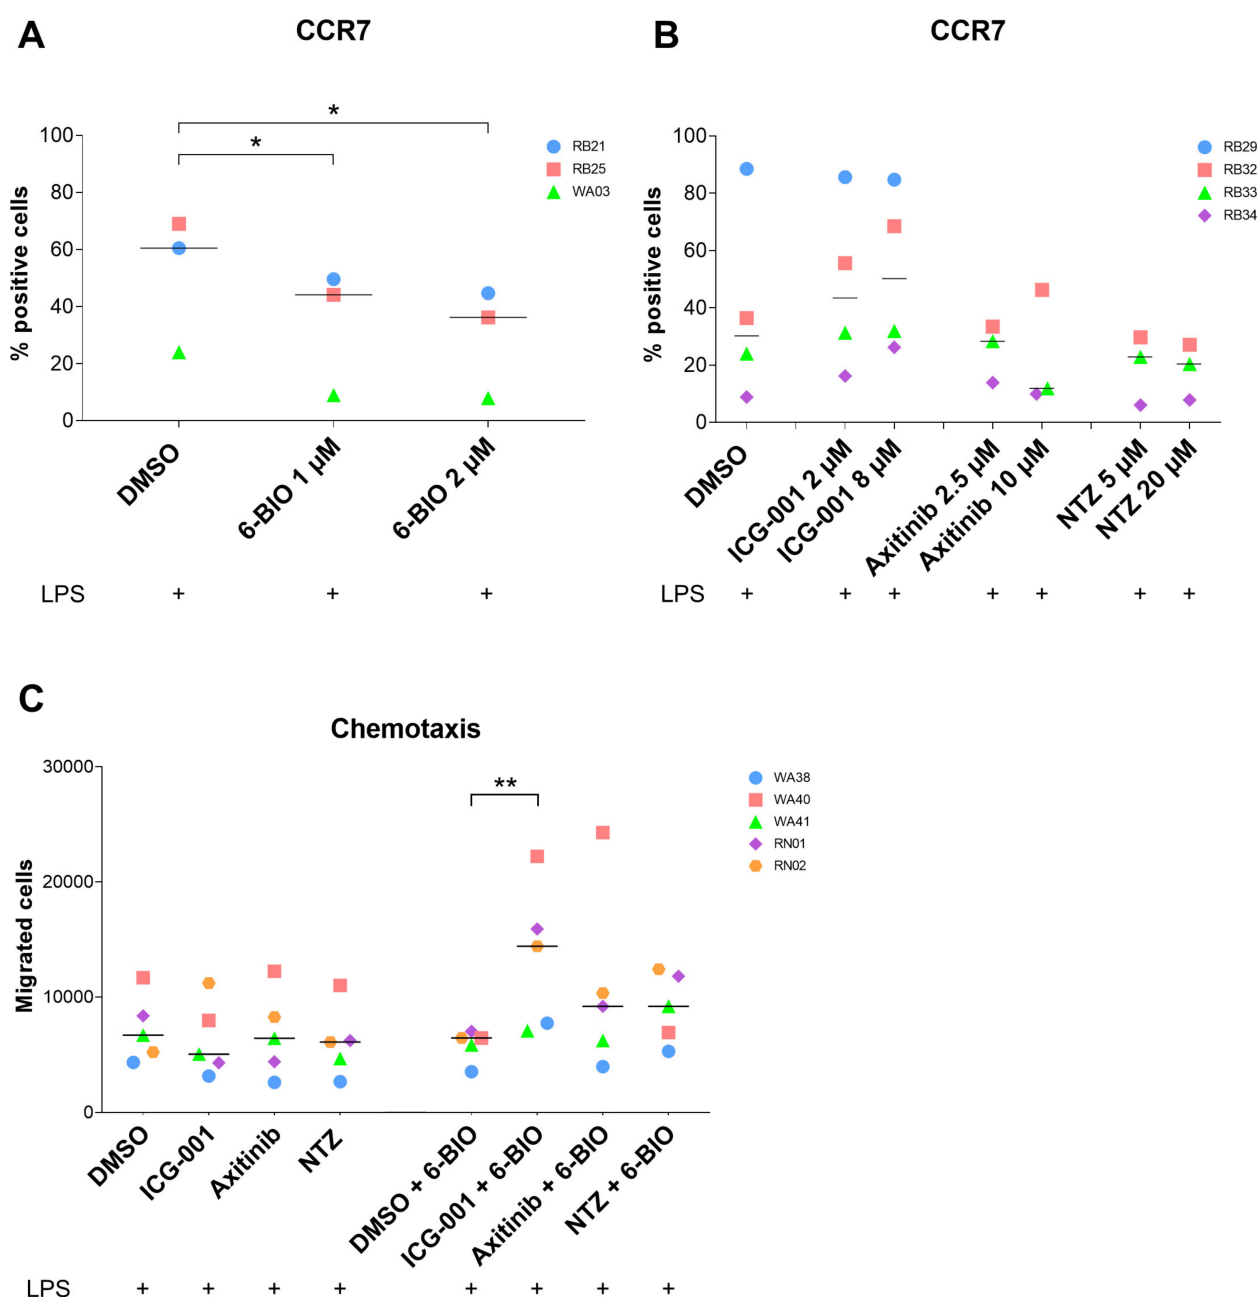 A
CCR7
*
*
% positive cells
100
80
60
40
20
0
RB21
RB25
WA03
DMSO
6-BIO 1 µM
6-BIO 2 µM
LPS + + +
B
CCR7
% positive cells
100
80
60
40
20
0
RB29
RB32
RB33
RB34
DMSO
ICG-001 2 µM
ICG-001 8 µM
Axitinib 2.5 µM
Axitinib 10 µM
NTZ 5 µM
NTZ 20 µM
LPS + + + + + + +
C
Chemotaxis
**
Migrated cells
30000
20000
10000
0
WA38
WA40
WA41
RN01
RN02
DMSO
ICG-001
Axitinib
NTZ
DMSO + 6-BIO
ICG-001 + 6-BIO
Axitinib + 6-BIO
NTZ + 6-BIO
LPS + + + + + + + +